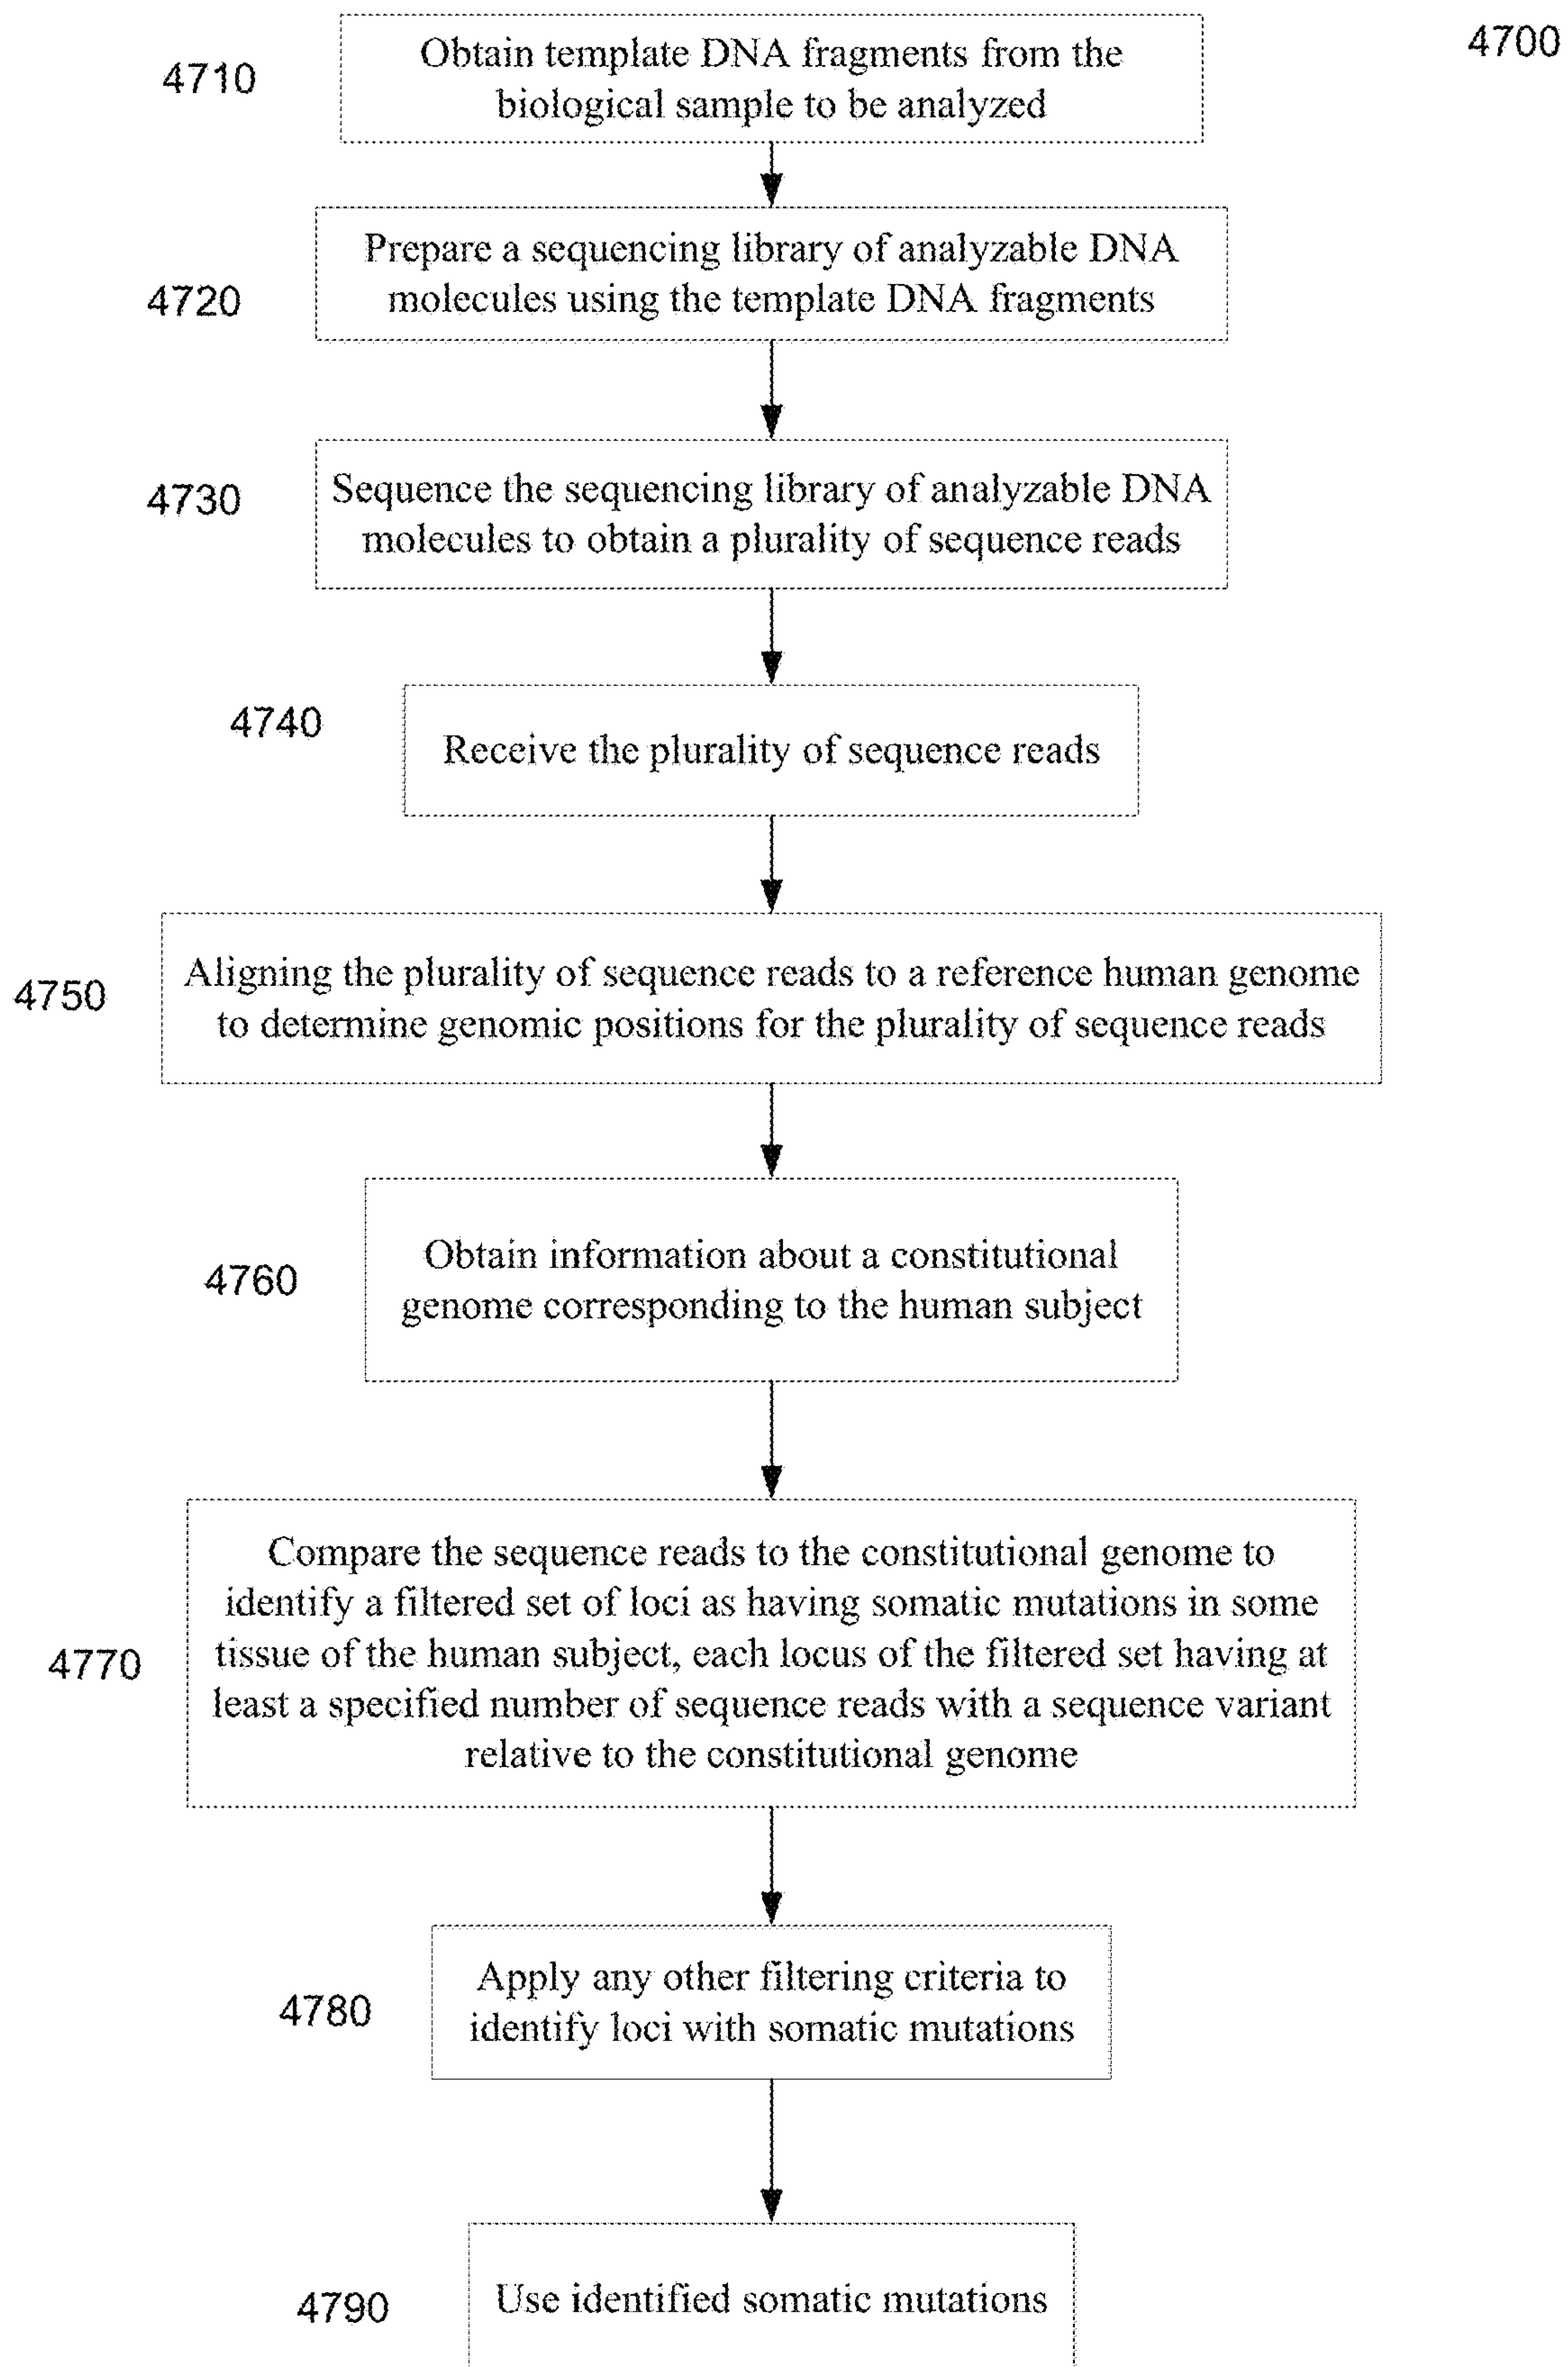 4700
4710
Obtain template DNA fragments from the
biological sample to be analyzed
4720
Prepare a sequencing library of analyzable DNA
molecules using the template DNA fragments
4730
Sequence the sequencing library of analyzable DNA
molecules to obtain a plurality of sequence reads
4740
Receive the plurality of sequence reads
4750
Aligning the plurality of sequence reads to a reference human genome
to determine genomic positions for the plurality of sequence reads
4760
Obtain information about a constitutional
genome corresponding to the human subject
4770
Compare the sequence reads to the constitutional genome to
identify a filtered set of loci as having somatic mutations in some
tissue of the human subject, each locus of the filtered set having at
least a specified number of sequence reads with a sequence variant
relative to the constitutional genome
4780
Apply any other filtering criteria to
identify loci with somatic mutations
4790
Use identified somatic mutations